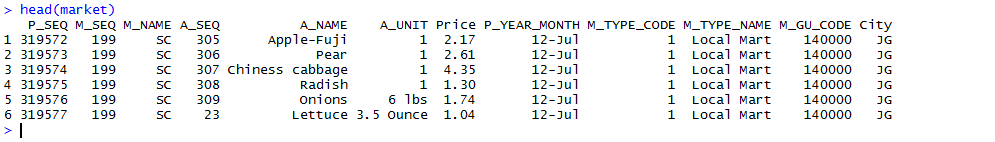 > head(market)
P_SEQ M_SEQ M_NAME A_SEQ A_NAME A_UNIT Price P_YEAR_MONTH M_TYPE_CODE M_TYPE_NAME M_GU_CODE City
1 319572 199 SC 305 Apple-Fuji 1 2.17 12-Jul 1 Local Mart 140000 JG
2 319573 199 SC 306 Pear 1 2.61 12-Jul 1 Local Mart 140000 JG
3 319574 199 SC 307 Chiness cabbage 1 4.35 12-Jul 1 Local Mart 140000 JG
4 319575 199 SC 308 Radish 1 1.30 12-Jul 1 Local Mart 140000 JG
5 319576 199 SC 309 Onions 6 lbs 1.74 12-Jul 1 Local Mart 140000 JG
6 319577 199 SC 23 Lettuce 3.5 Ounce 1.04 12-Jul 1 Local Mart 140000 JG
>